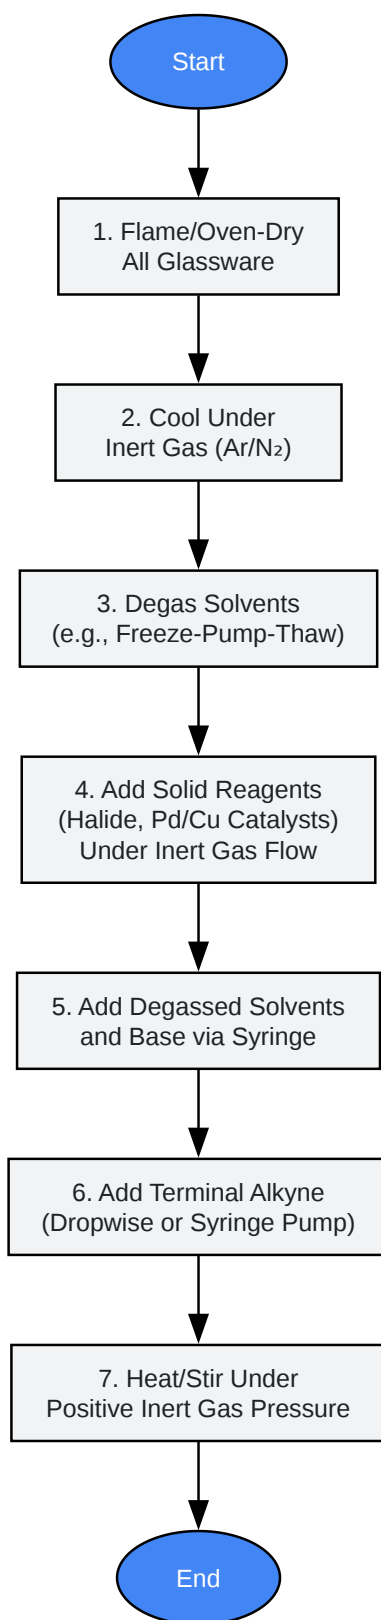 Start
1. Flame/Oven-Dry
All Glassware
2. Cool Under
Inert Gas (Ar/N₂)
3. Degas Solvents
(e.g., Freeze-Pump-Thaw)
4. Add Solid Reagents
(Halide, Pd/Cu Catalysts)
Under Inert Gas Flow
5. Add Degassed Solvents
and Base via Syringe
6. Add Terminal Alkyne
(Dropwise or Syringe Pump)
7. Heat/Stir Under
Positive Inert Gas Pressure
End